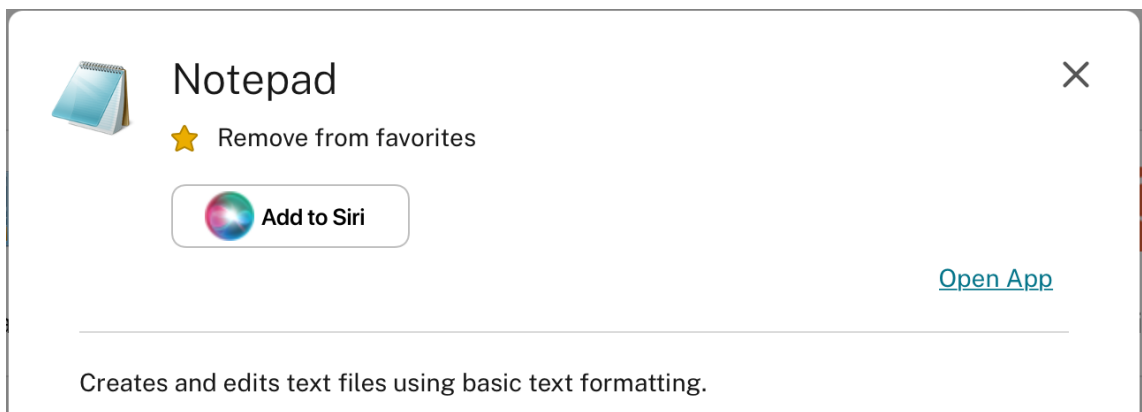 Notepad
Remove from favorites
Add to Siri
Open App
Creates and edits text files using basic text formatting.